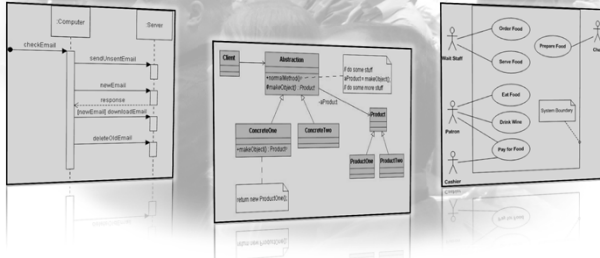 :Computer
:Server
checkEmail
sendUnsentEmail
newEmail
response
[newEmail] downloadEmail
deleteOldEmail
Client
Abstraction
+normalMethod()
#makeObject() : Product
# do some stuff
aProduct = makeObject();
# do some more stuff
-aProduct
Product
ConcreteOne
ConcreteTwo
+makeObject() : Product
ProductOne
ProductTwo
return new ProductOne();
Order Food
Wait Staff
Prepare Food
Serve Food
Eat Food
System Boundary
Drink Wine
Patron
Pay for Food
Cashier